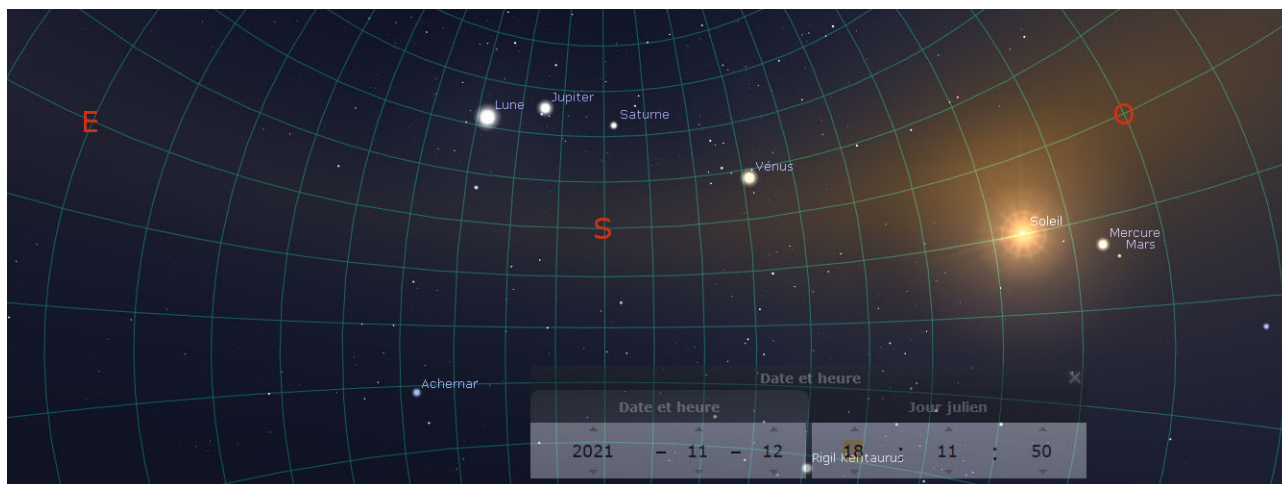 Jupiter
Lune
Saturne
E
O
Vénus
S
Soleil
Mercure
Mars
Achernar
Date et heure
Date et heure Jour julien
2021 - 11 - 12 18 : 11 : 50
Rigil Kentaurus